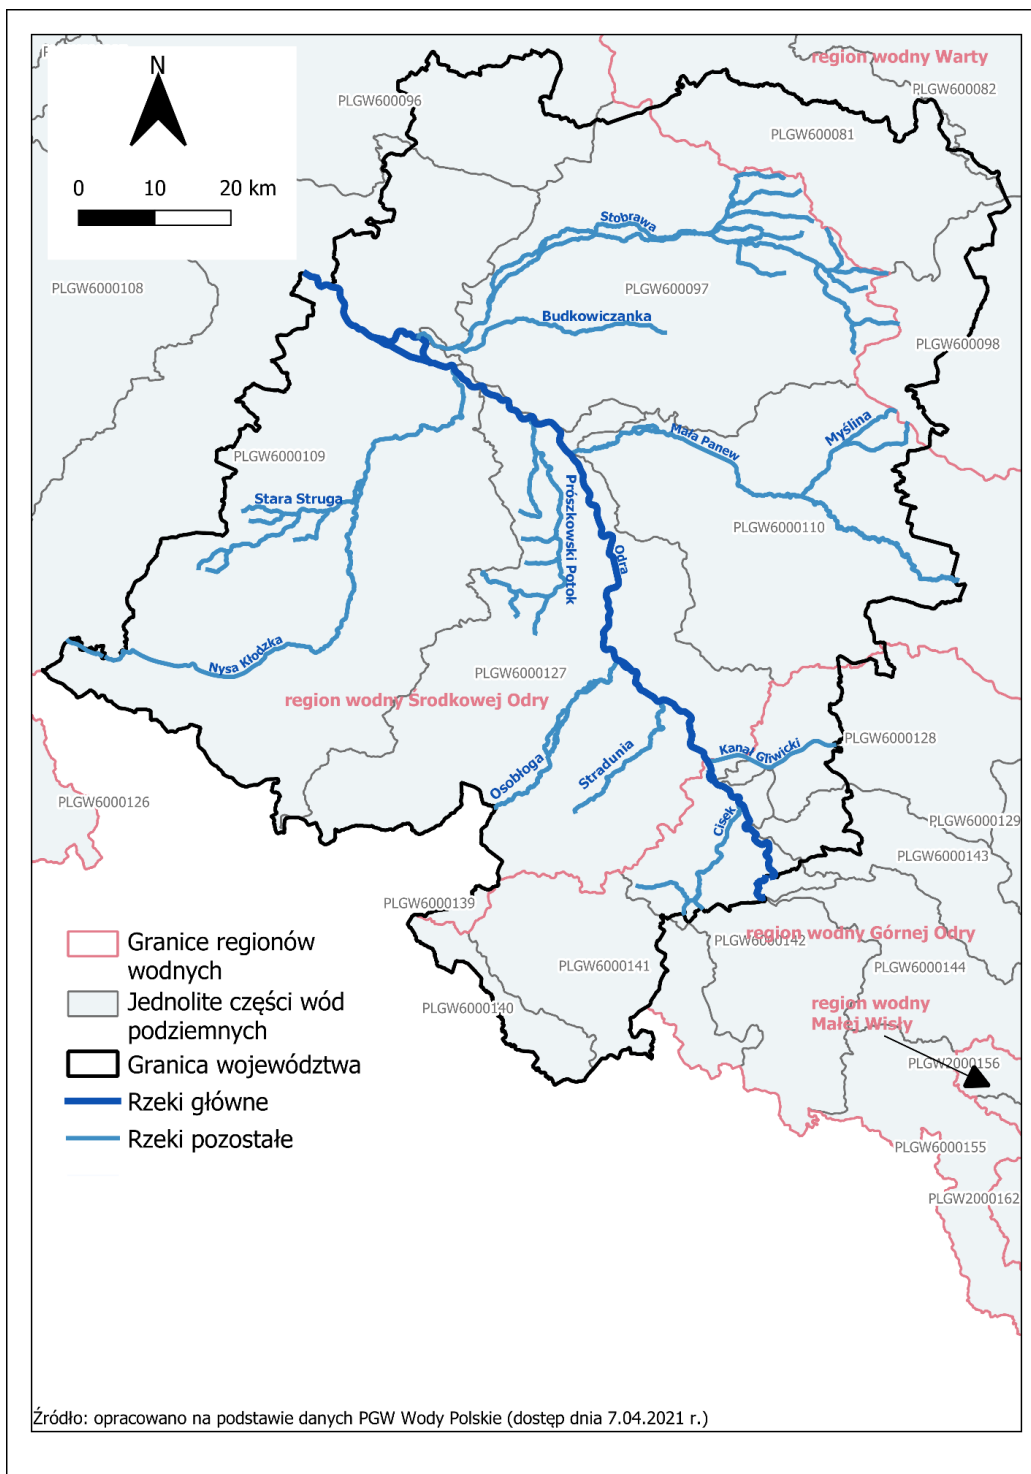 P
N
0 10 20 km
region wodny Warty
PLGW600082
PLGW600096
PLGW600081
Stobrawa
PLGW6000108
PLGW600097
Budkowiczanka
PLGW600098
Myślina
Mała Panew
PLGW6000109
Stara Struga
Prószkowski Potok
PLGW6000110
Odra
Nysa Kłodzka
PLGW6000127
region wodny Srodkowej Odry
PLGW6000128
Kanał Gliwicki
Osobłoga
Stradunia
PLGW6000126
Cisek
PLGW6000129
PLGW6000143
PLGW6000139
region wodny Górnej Odry
PLGW6000142
PLGW6000141
PLGW6000144
PLGW6000140
region wodny
Małej Wisły
PLGW2000156
PLGW6000155
PLGW2000162
Granice regionów
wodnych
Jednolite części wód
podziemnych
Granica województwa
Rzeki główne
Rzeki pozostałe
Źródło: opracowano na podstawie danych PGW Wody Polskie (dostęp dnia 7.04.2021 r.)